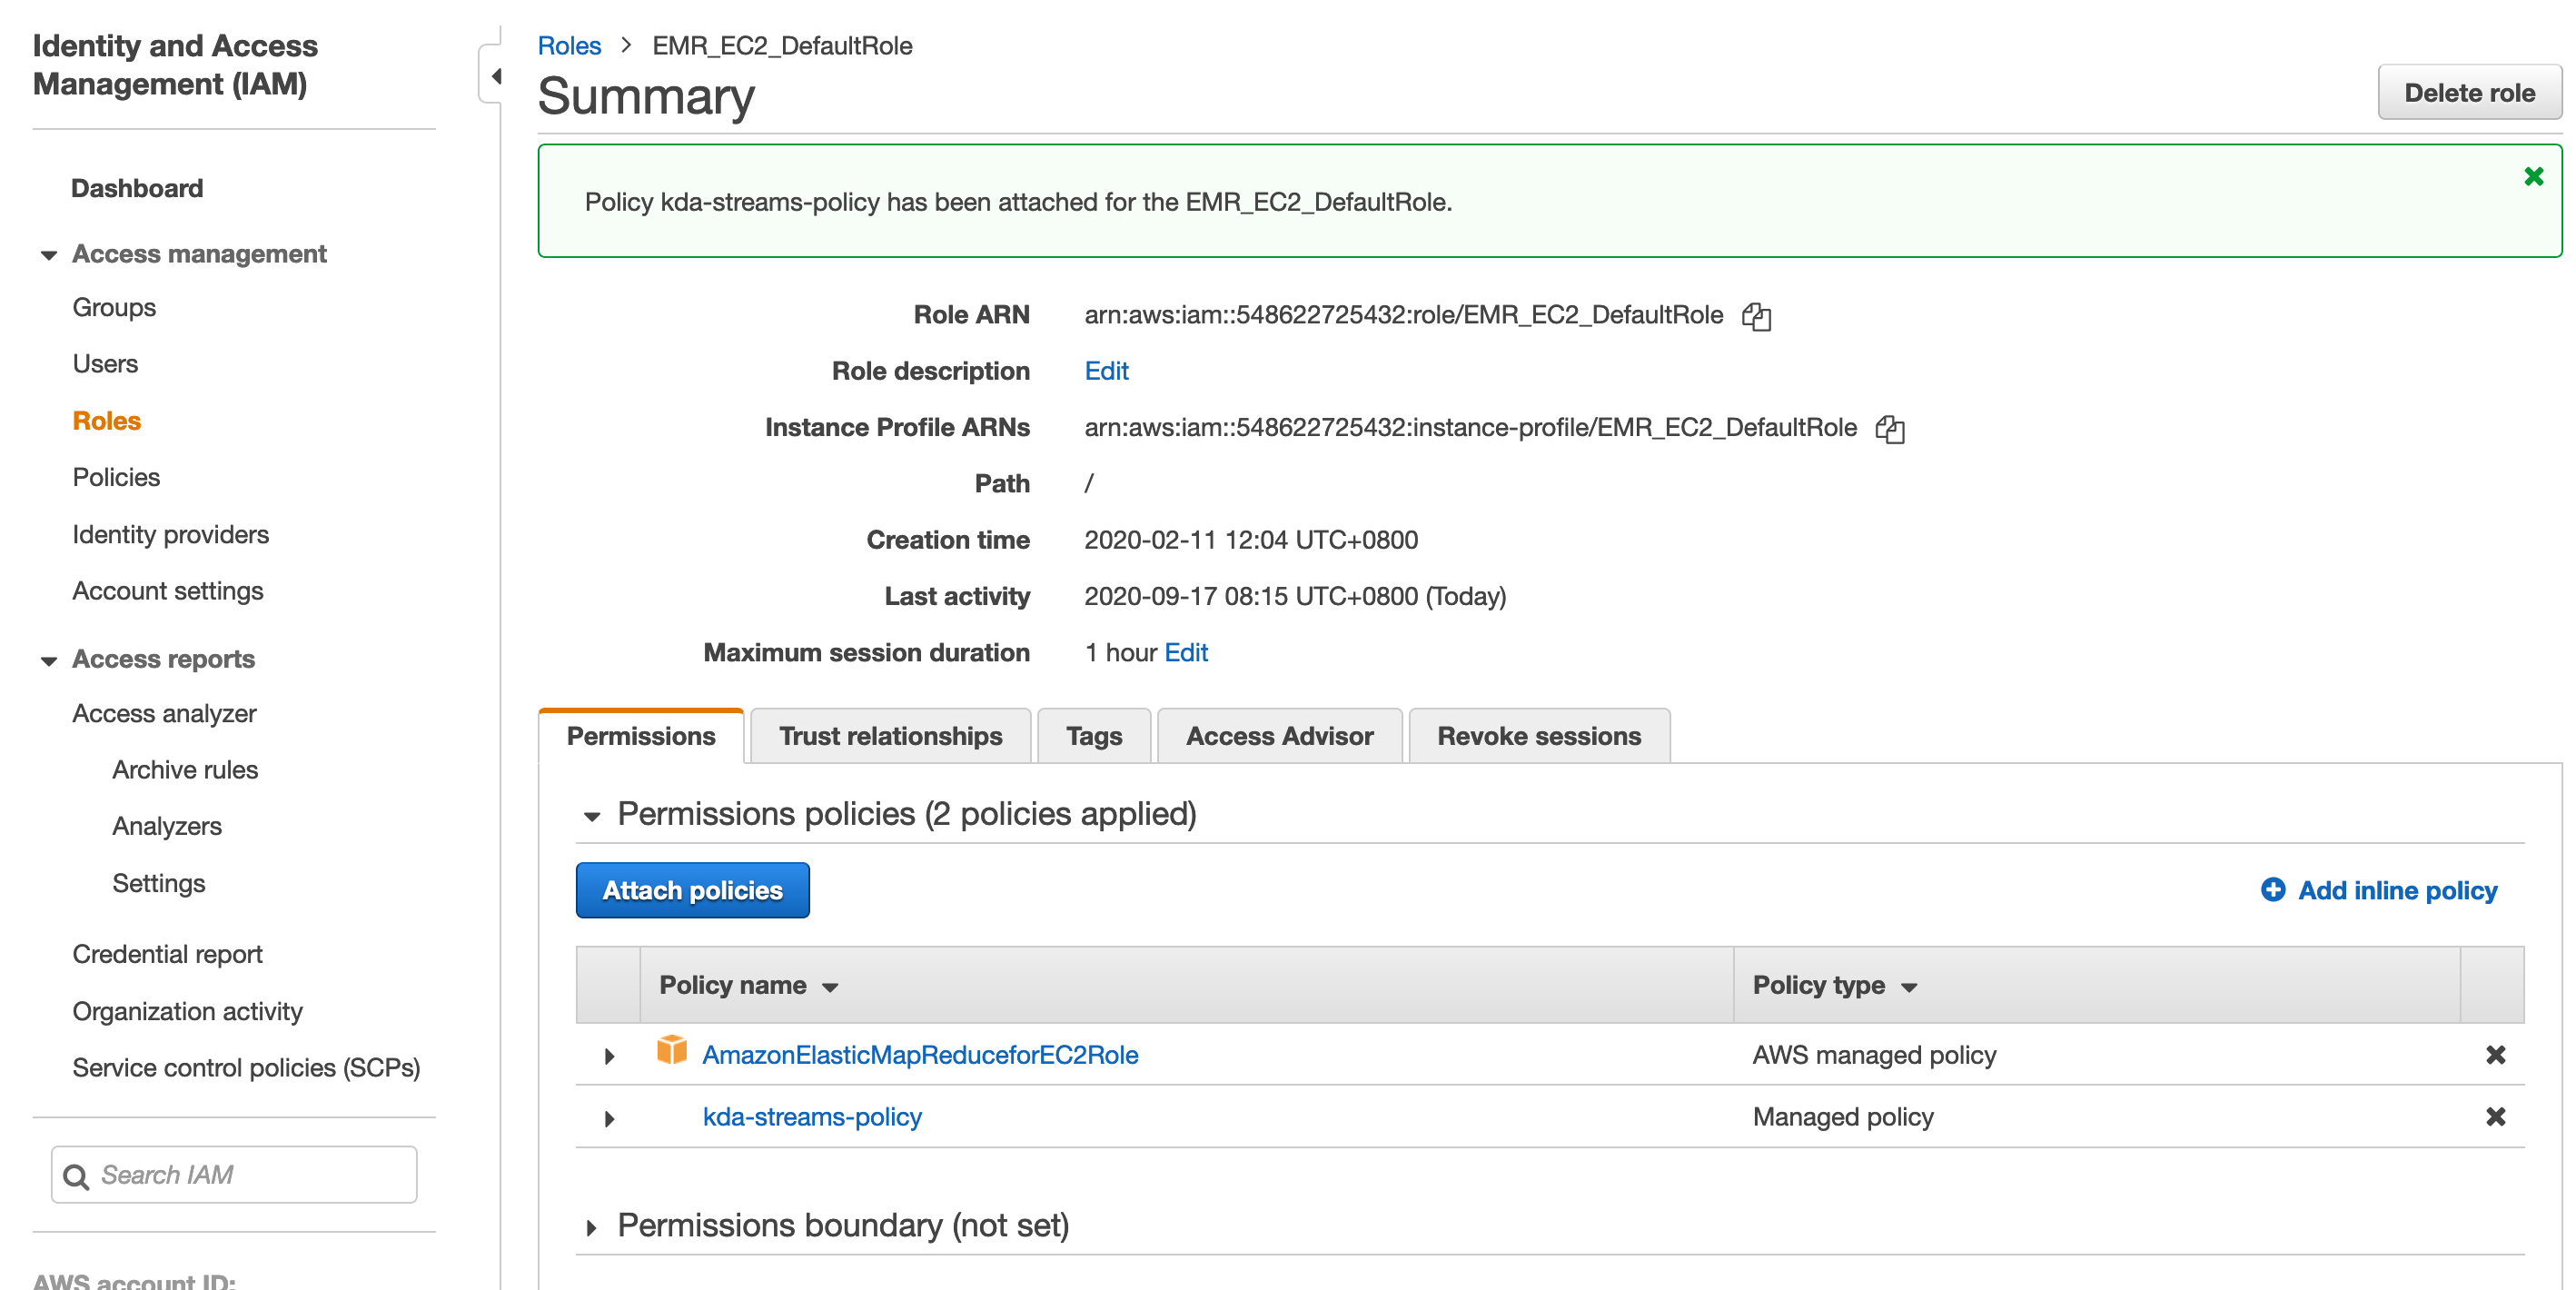 Identity and Access
Management (IAM)
Dashboard
Access management
Groups
Users
Roles
Policies
Identity providers
Account settings
Access reports
Access analyzer
Archive rules
Analyzers
Settings
Credential report
Organization activity
Service control policies (SCPs)
Search IAM
AWS account ID:
Roles > EMR_EC2_DefaultRole
Summary
Delete role
Policy kda-streams-policy has been attached for the EMR_EC2_DefaultRole.
Role ARN arn:aws:iam::548622725432:role/EMR_EC2_DefaultRole
Role description Edit
Instance Profile ARNs arn:aws:iam::548622725432:instance-profile/EMR_EC2_DefaultRole
Path /
Creation time 2020-02-11 12:04 UTC+0800
Last activity 2020-09-17 08:15 UTC+0800 (Today)
Maximum session duration 1 hour Edit
Permissions Trust relationships Tags Access Advisor Revoke sessions
Permissions policies (2 policies applied)
Attach policies Add inline policy
Policy name Policy type
AmazonElasticMapReduceforEC2Role AWS managed policy
kda-streams-policy Managed policy
Permissions boundary (not set)